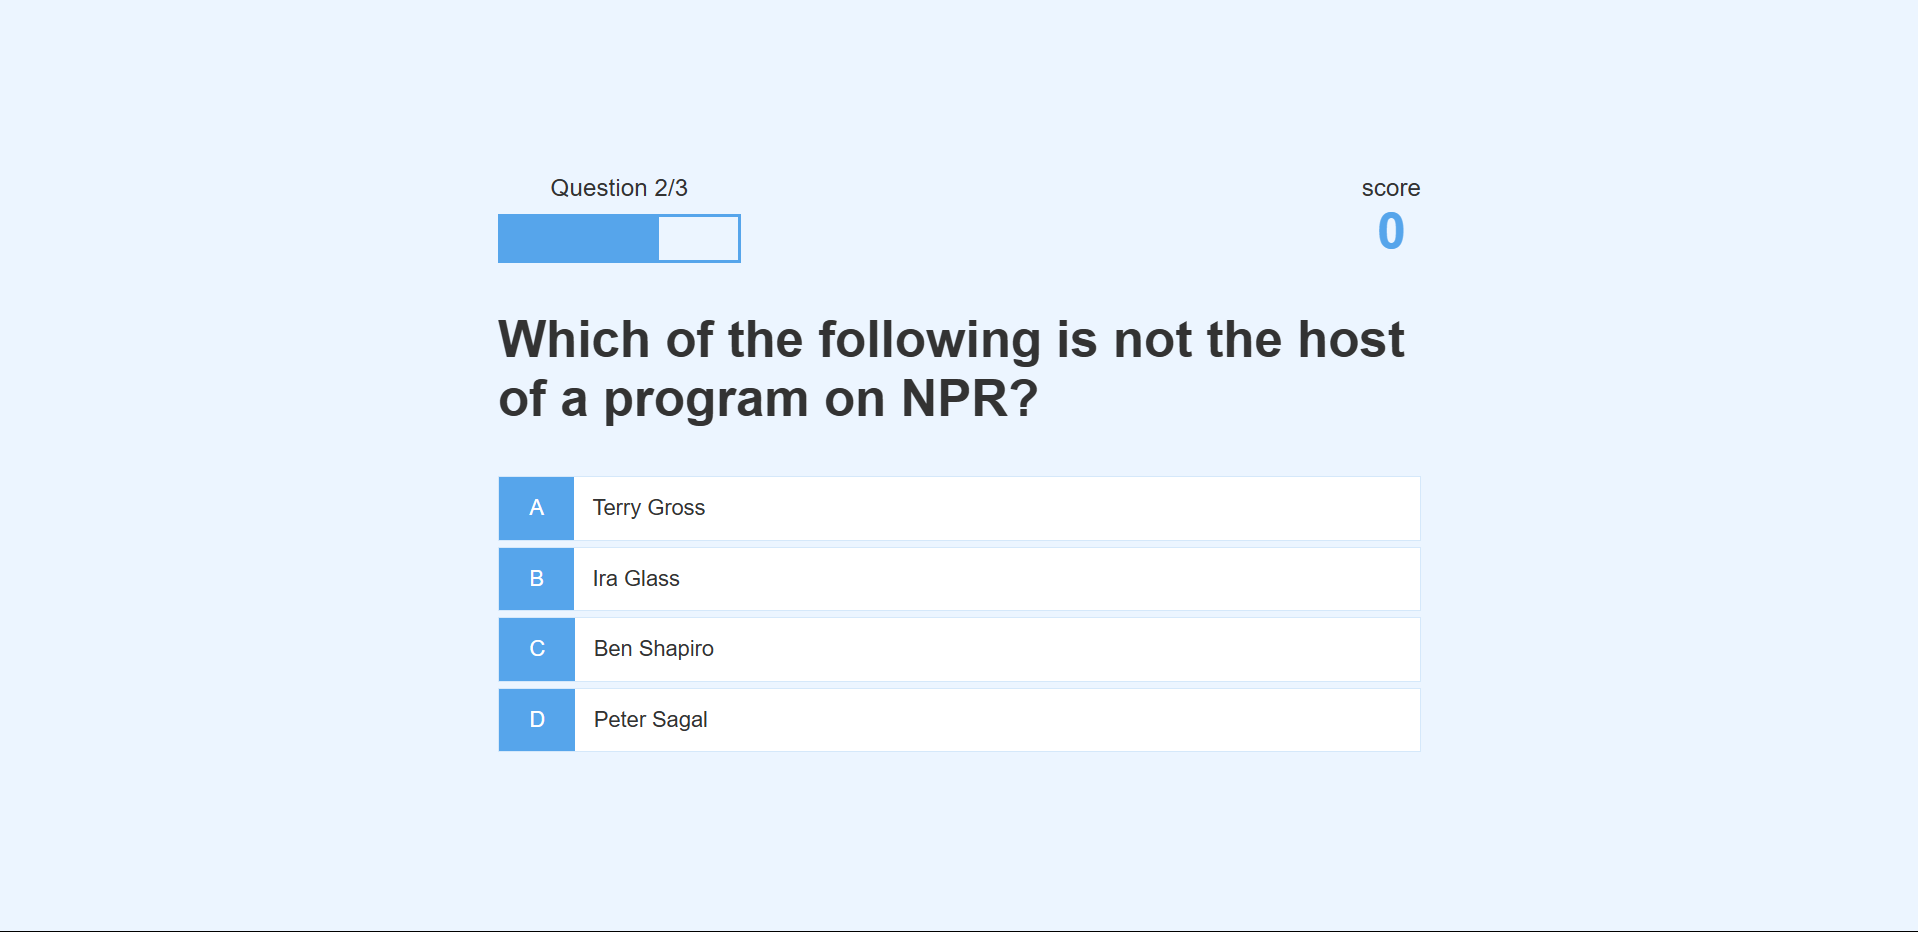 Question 2/3
score
0
Which of the following is not the host
of a program on NPR?
A
Terry Gross
B
Ira Glass
C
Ben Shapiro
D
Peter Sagal